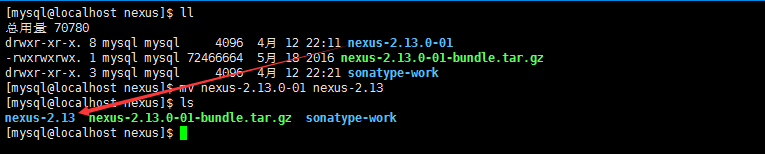 [mysql@localhost nexus]$ ll
总用量 70780
drwxr-xr-x. 8 mysql mysql     4096  4月 12 22:11 nexus-2.13.0-01
-rwxrwxrwx. 1 mysql mysql 72466664  5月 18 2016 nexus-2.13.0-01-bundle.tar.gz
drwxr-xr-x. 3 mysql mysql     4096  4月 12 22:21 sonatype-work
[mysql@localhost nexus]$ mv nexus-2.13.0-01 nexus-2.13
[mysql@localhost nexus]$ ls
nexus-2.13  nexus-2.13.0-01-bundle.tar.gz  sonatype-work
[mysql@localhost nexus]$